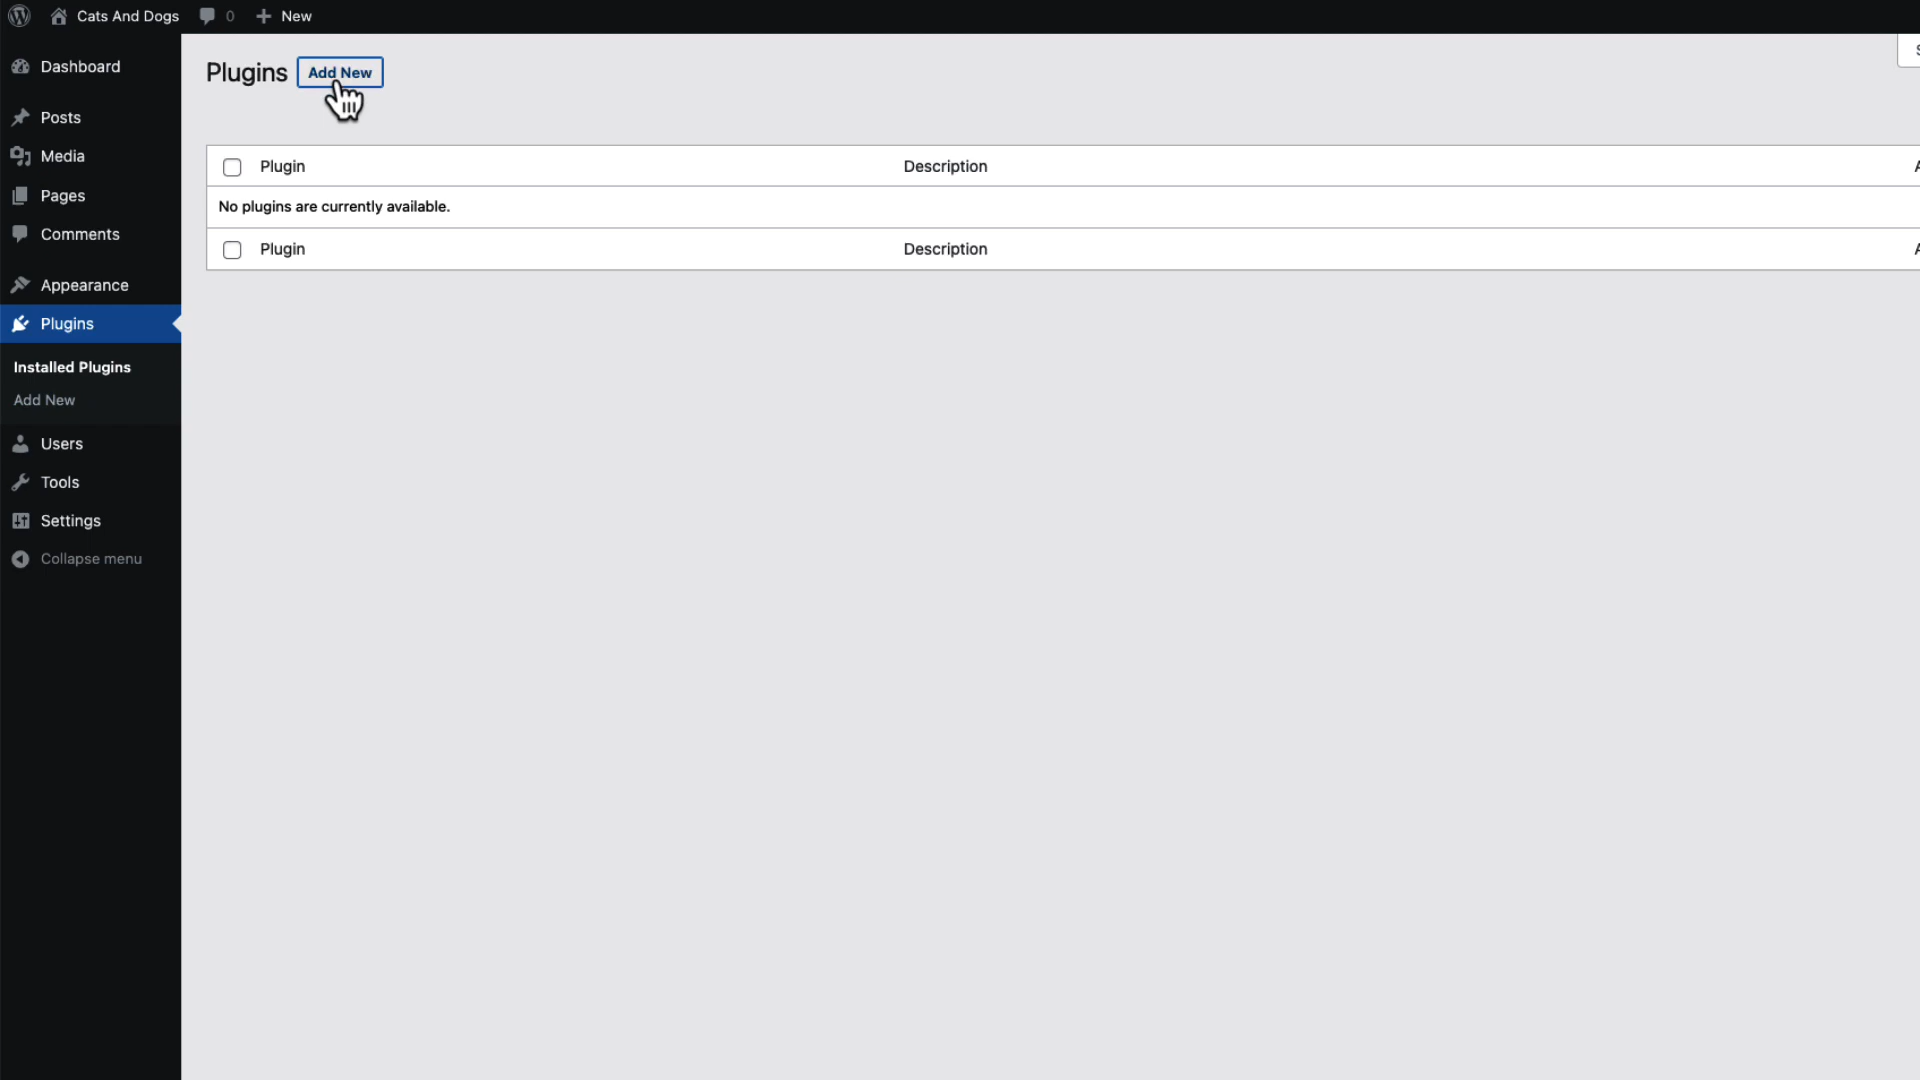 Cats And Dogs 0 New
Dashboard
Posts
Media
Pages
Comments
Appearance
Plugins
Installed Plugins
Add New
Users
Tools
Settings
Collapse menu
Plugins Add New
Plugin Description
No plugins are currently available.
Plugin Description